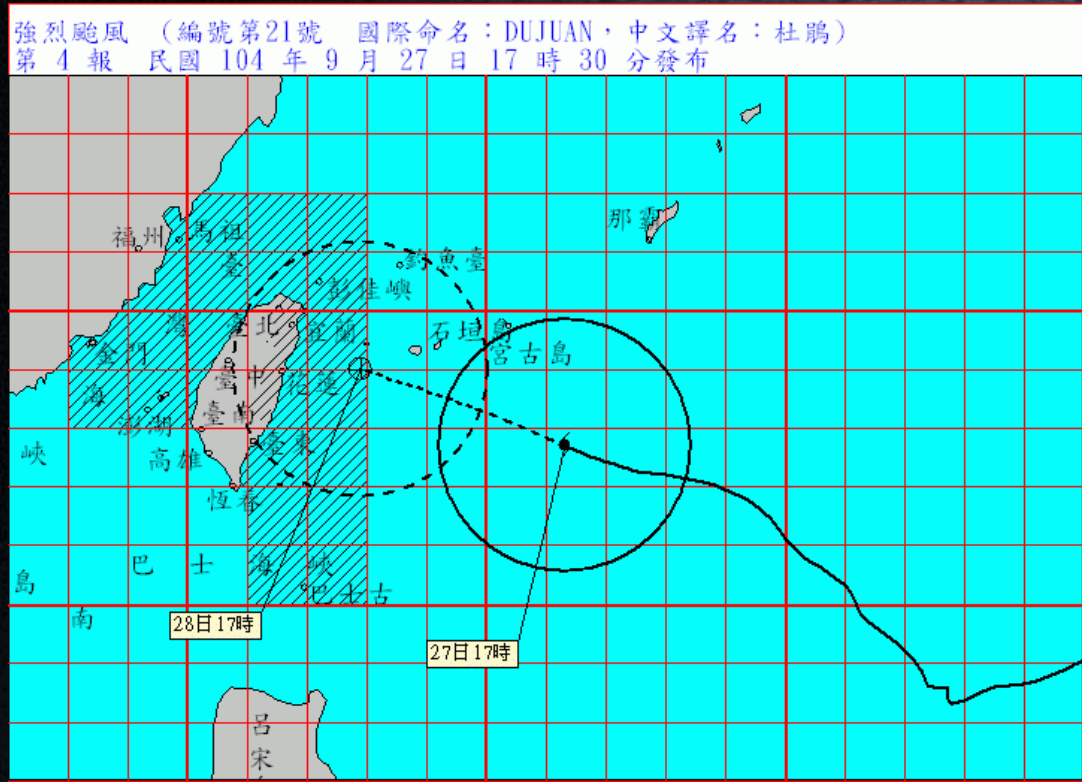 強烈颱風 (編號第21號 國際命名：DUJUAN，中文譯名：杜鵑)
第 4 報 民國 104 年 9 月 27 日 17 時 30 分發布
那霸
福州
馬祖
臺
釣魚臺
彭佳嶼
灣
臺北
宜蘭
石垣島
宮古島
金門
海
臺中
花蓮
澎湖
臺南
臺東
峽
高雄
恆春
巴 士 海 峽
島
巴士古
南
28日17時
27日17時
呂
宋